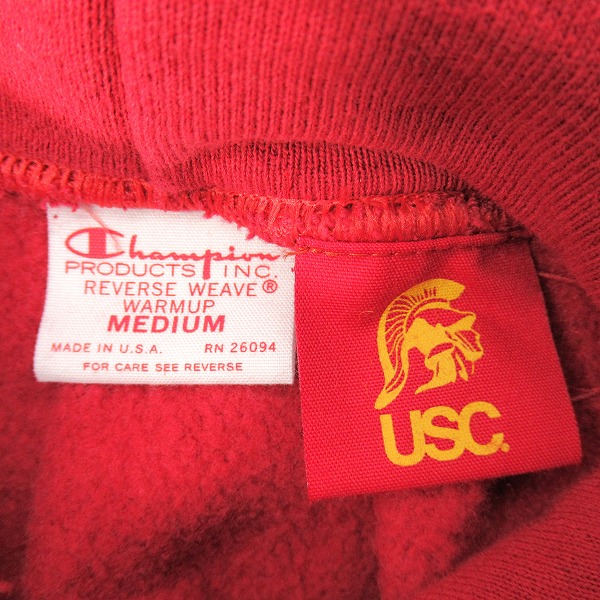 Champion
PRODUCTS INC.
REVERSE WEAVE®
WARMUP
MEDIUM
MADE IN U.S.A. RN 26094
FOR CARE SEE REVERSE
USC.